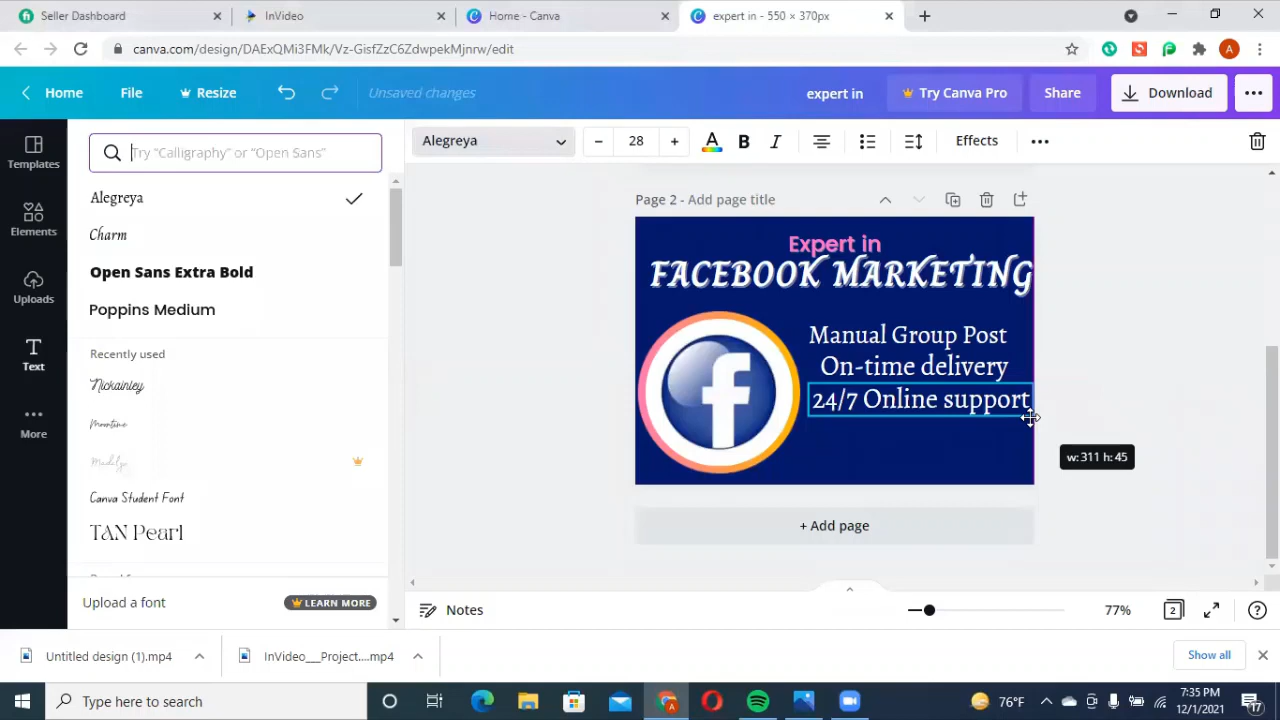 Seller Dashboard
InVideo
Home - Canva
expert in - 550 × 370px
canva.com/design/DAExQMi3FMk/Vz-GisfZzC6ZdwpekMjnrw/edit
A
Home
File
Resize
Unsaved changes
expert in
Try Canva Pro
Share
Download
Templates
Elements
Uploads
Text
More
Try "Calligraphy" or "Open Sans"
Alegreya
Charm
Open Sans Extra Bold
Poppins Medium
Recently used
Nickainley
Moontime
Canva Student Font
TAN Pearl
Upload a font
LEARN MORE
Alegreya
28
A
B
I
Effects
Page 2 - Add page title
Expert in
FACEBOOK MARKETING
f
Manual Group Post
On-time delivery
24/7 Online support
w: 311 h: 45
+ Add page
Notes
77%
2
Untitled design (1).mp4
InVideo___Project....mp4
Show all
Type here to search
76°F
7:35 PM
12/1/2021
17